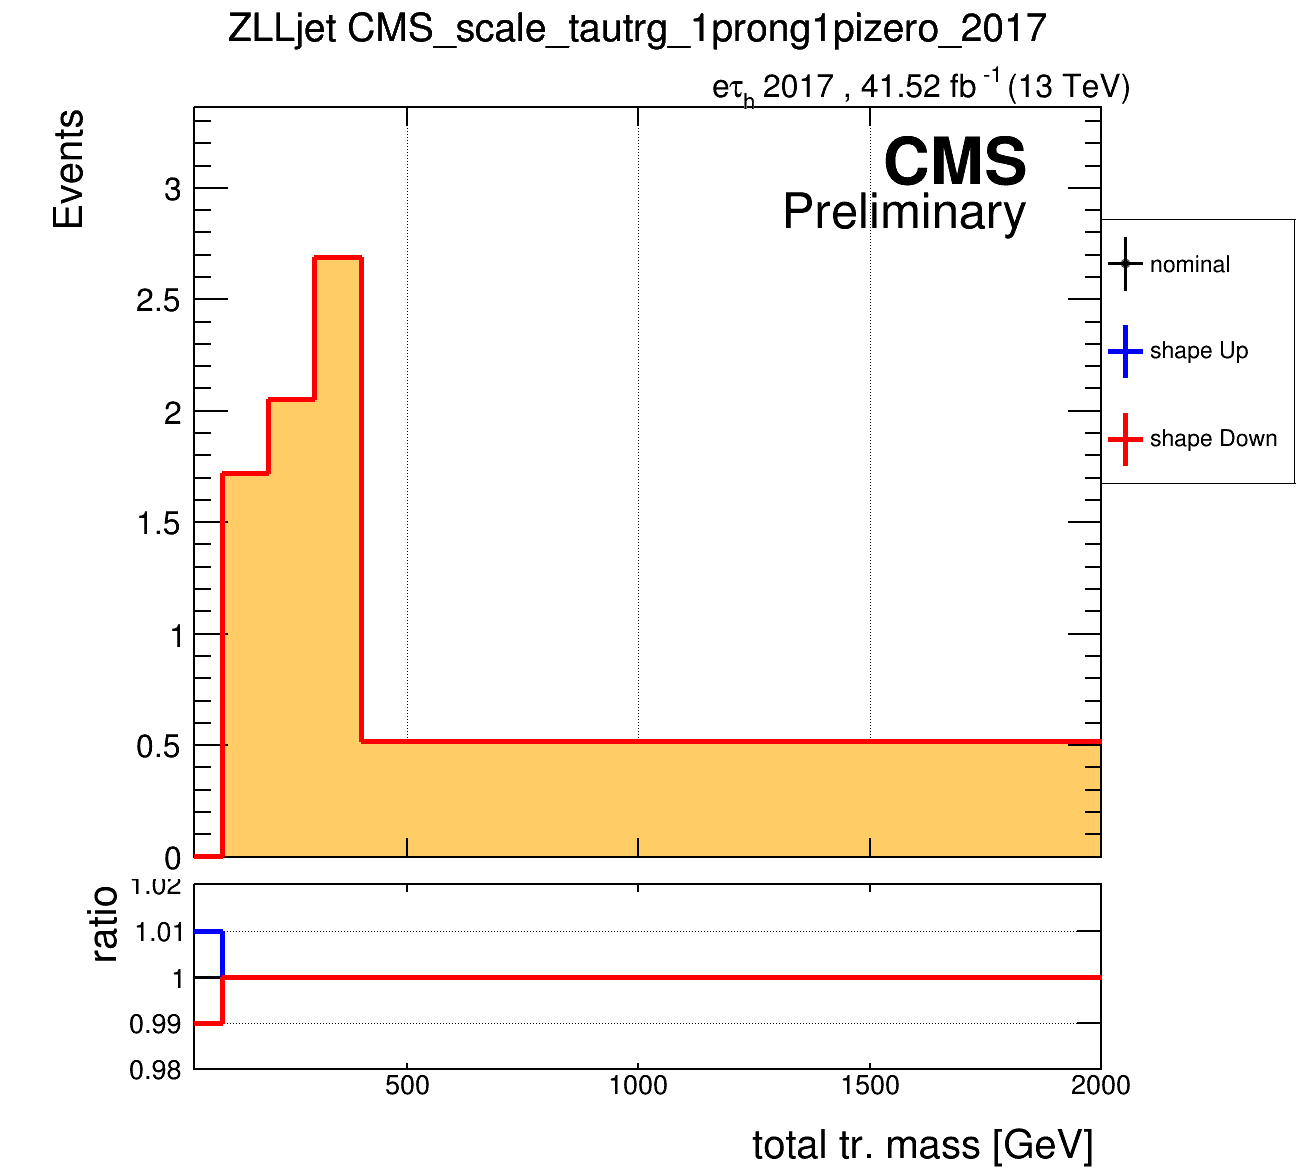 ZLLjet CMS_scale_tautrg_1prong1pizero_2017
eτh 2017 , 41.52 fb -1 (13 TeV)
Events
CMS
Preliminary
3
2.5
2
1.5
1
0.5
0
nominal
shape Up
shape Down
ratio
1.02
1.01
1
0.99
0.98
500 1000 1500 2000
total tr. mass [GeV]